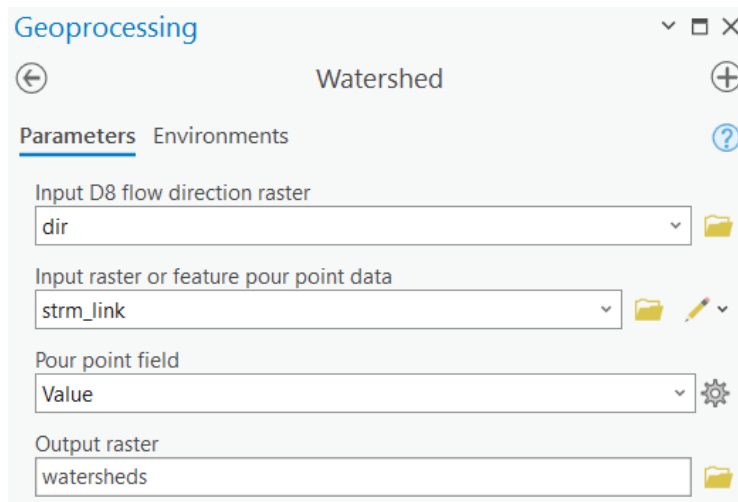 Geoprocessing
Watershed
Parameters Environments
?
Input D8 flow direction raster
dir
Input raster or feature pour point data
strm_link
Pour point field
Value
Output raster
watersheds